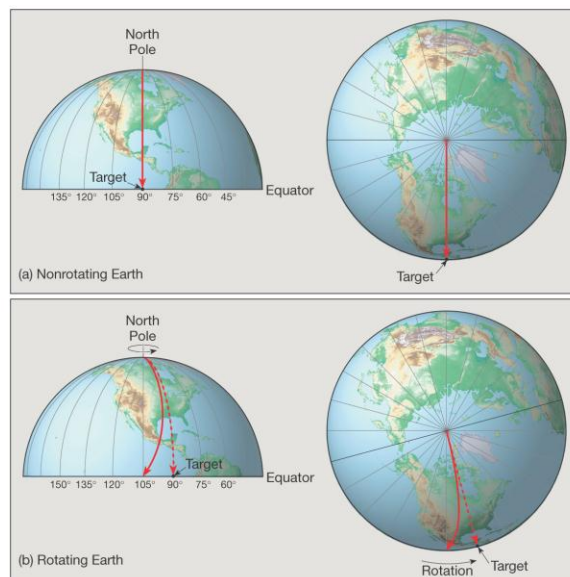 North
Pole
Target
Equator
135° 120° 105° 90° 75° 60° 45°
(a) Nonrotating Earth
Target
North
Pole
Target
Equator
150° 135° 120° 105° 90° 75° 60°
(b) Rotating Earth
Rotation
Target